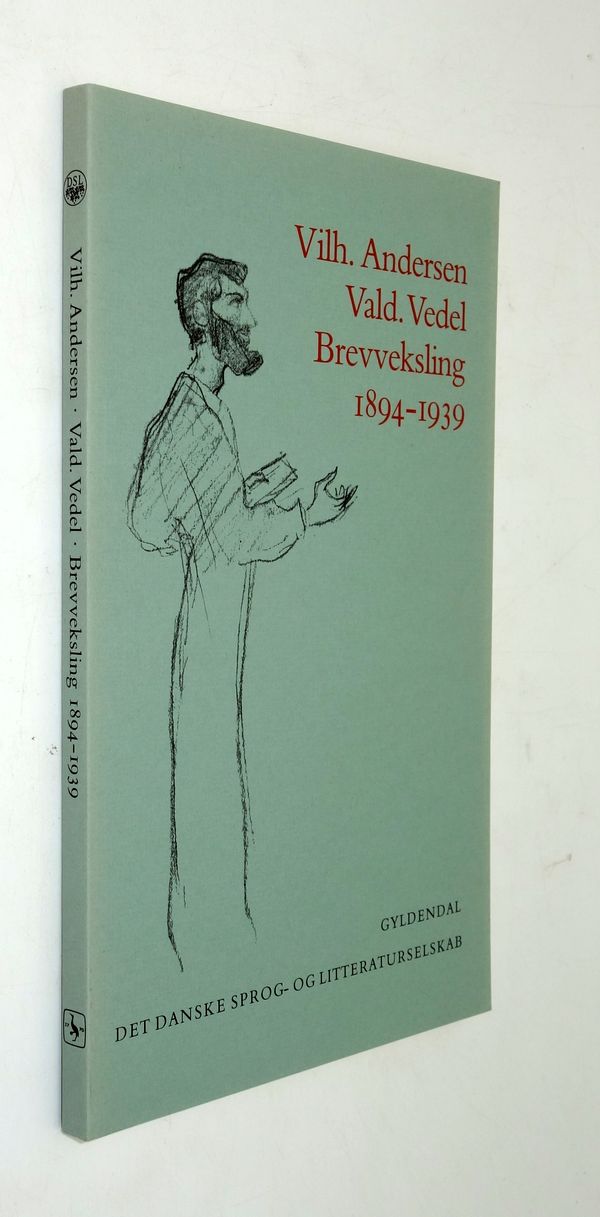 DSL
Vilh. Andersen · Vald. Vedel · Brevveksling 1894–1939
Vilh. Andersen
Vald. Vedel
Brevveksling
1894–1939
GYLDENDAL
DET DANSKE SPROG- OG LITTERATURSELSKAB